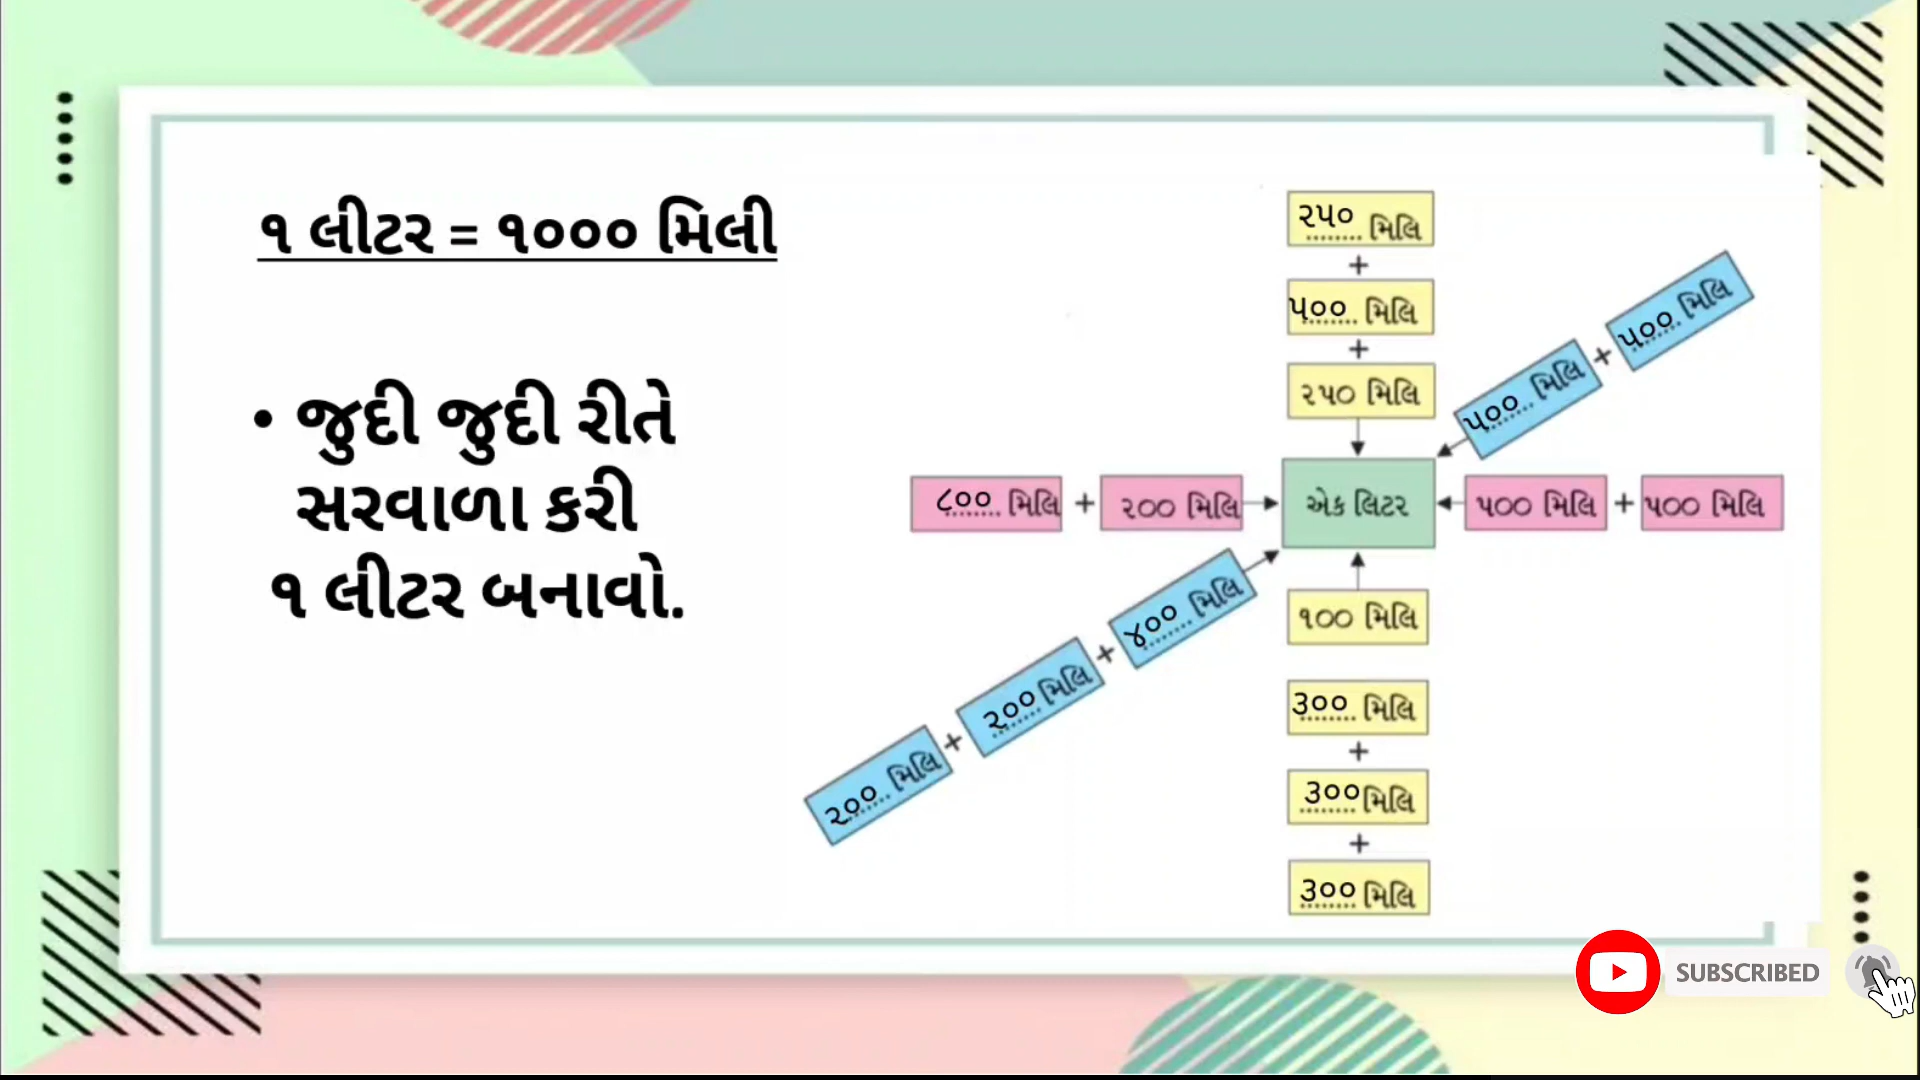 ૧ લીટર = ૧૦૦૦ મિલી
• જુદી જુદી રીતે
સરવાળા કરી
૧ લીટર બનાવો.
૨૫૦ મિલિ
+
૫૦૦ મિલિ
+
૨૫૦ મિલિ
૫૦૦ મિલિ + ૫૦૦ મિલિ
૮૦૦ મિલિ + ૨૦૦ મિલિ
એક લિટર
૫૦૦ મિલિ + ૫૦૦ મિલિ
૨૦૦ મિલિ + ૨૦૦ મિલિ + ૪૦૦ મિલિ
૧૦૦ મિલિ
૩૦૦ મિલિ
+
૩૦૦ મિલિ
+
૩૦૦ મિલિ
SUBSCRIBED